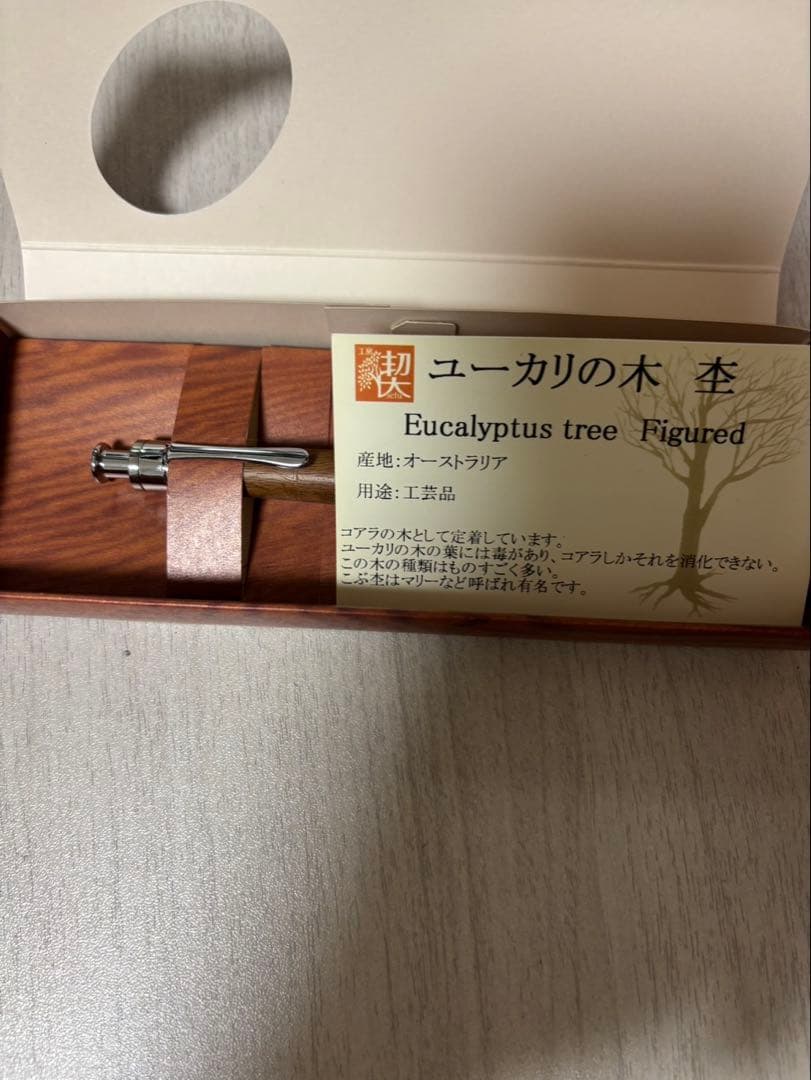 工房
楔
ユーカリの木 杢
Eucalyptus tree Figured
産地:オーストラリア
用途:工芸品
コアラの木として定着しています。
ユーカリの木の葉には毒があり、コアラしかそれを消化できない。
この木の種類はものすごく多い。
こぶ杢はマリーなど呼ばれ有名です。